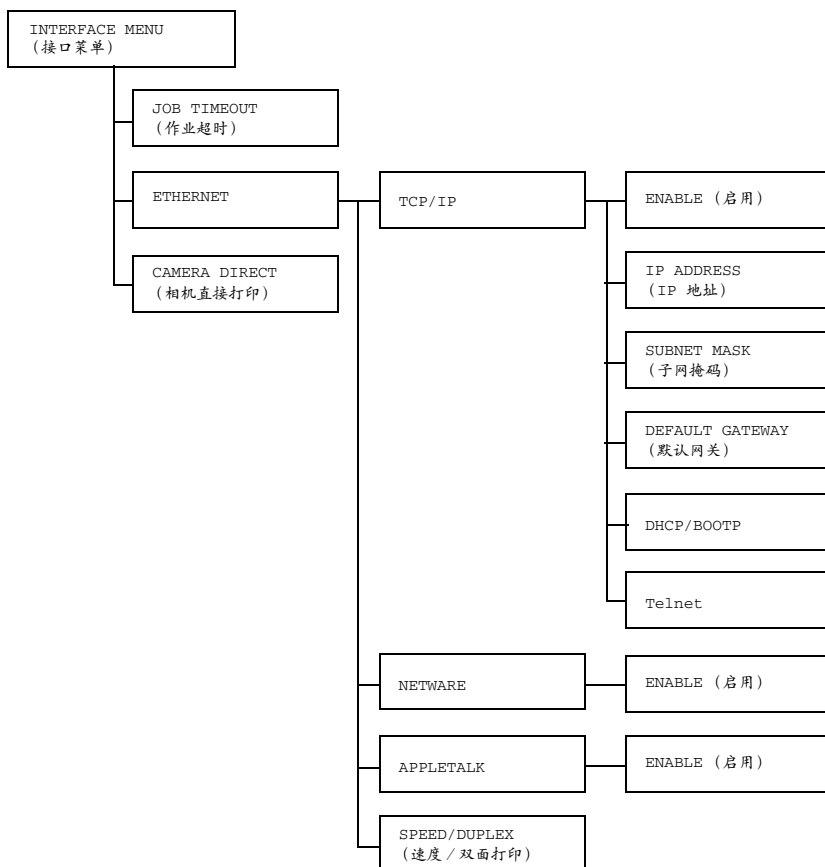 INTERFACE MENU
(接口菜单)
JOB TIMEOUT
(作业超时)
ETHERNET
TCP/IP
ENABLE (启用)
CAMERA DIRECT
(相机直接打印)
IP ADDRESS
(IP 地址)
SUBNET MASK
(子网掩码)
DEFAULT GATEWAY
(默认网关)
DHCP/BOOTP
Telnet
NETWARE
ENABLE (启用)
APPLETALK
ENABLE (启用)
SPEED/DUPLEX
(速度/双面打印)